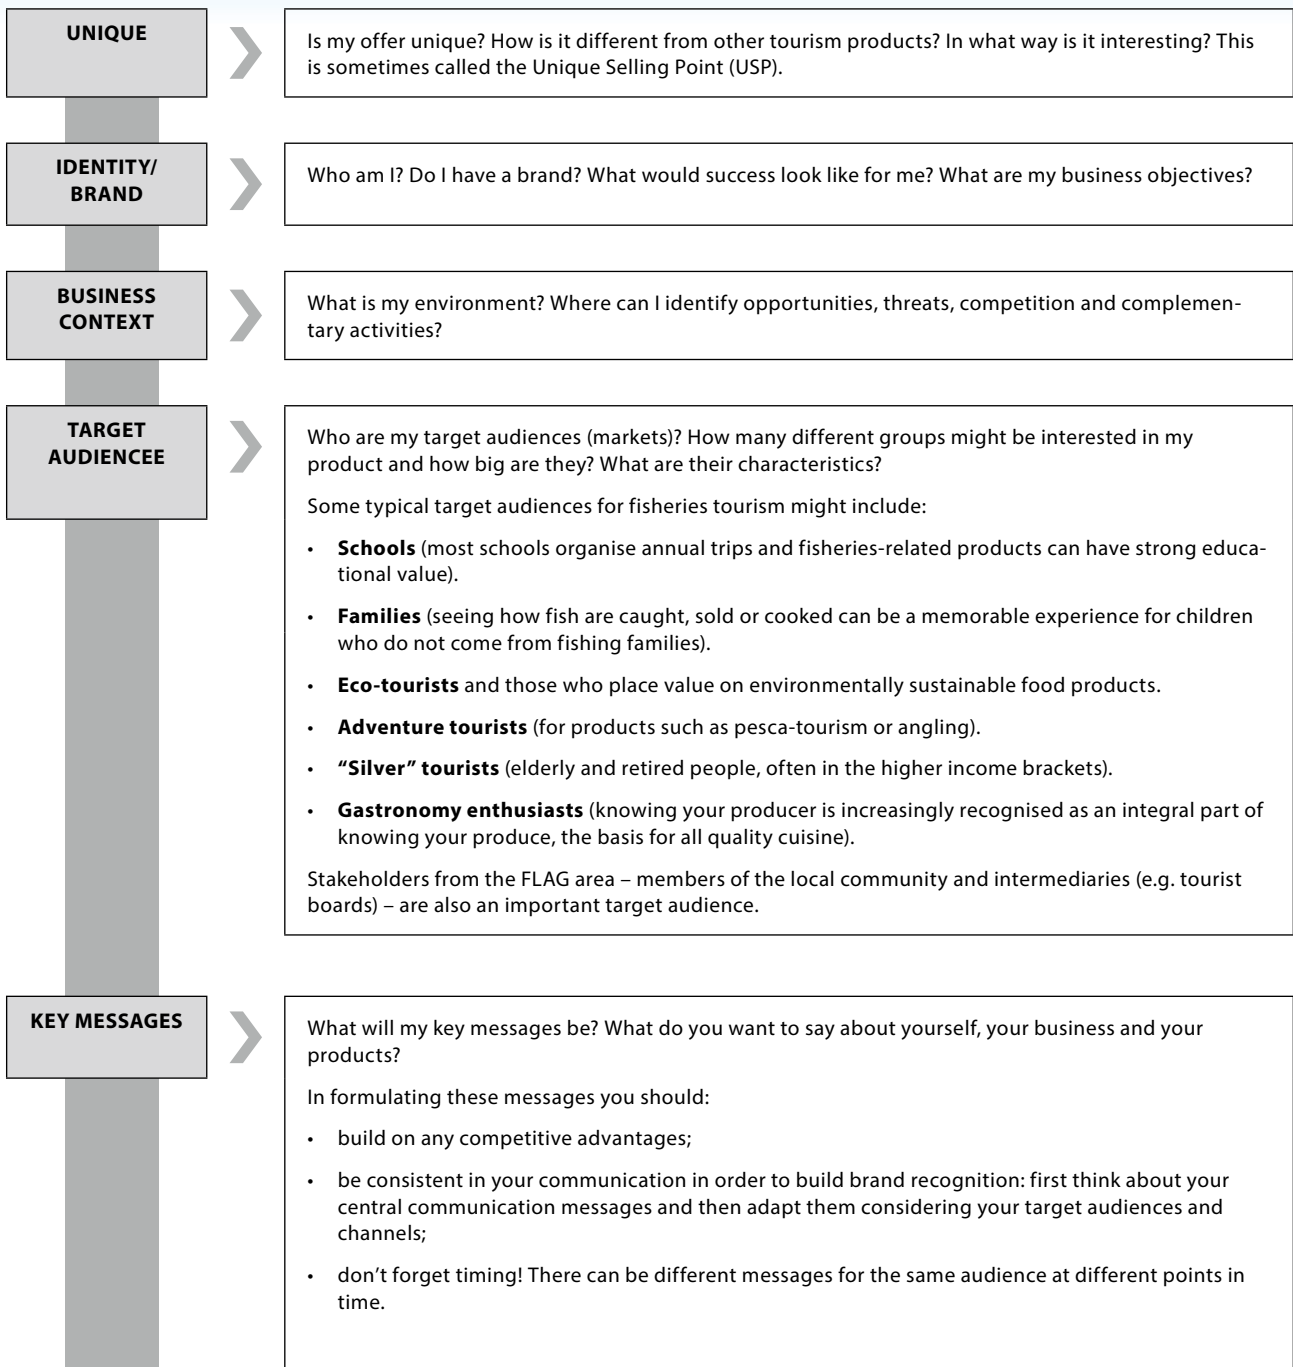 UNIQUE
Is my offer unique? How is it different from other tourism products? In what way is it interesting? This
is sometimes called the Unique Selling Point (USP).
IDENTITY/
BRAND
Who am I? Do I have a brand? What would success look like for me? What are my business objectives?
BUSINESS
CONTEXT
What is my environment? Where can I identify opportunities, threats, competition and complemen-
tary activities?
TARGET
AUDIENCEE
Who are my target audiences (markets)? How many different groups might be interested in my
product and how big are they? What are their characteristics?
Some typical target audiences for fisheries tourism might include:
• Schools (most schools organise annual trips and fisheries-related products can have strong educa-
tional value).
• Families (seeing how fish are caught, sold or cooked can be a memorable experience for children
who do not come from fishing families).
• Eco-tourists and those who place value on environmentally sustainable food products.
• Adventure tourists (for products such as pesca-tourism or angling).
• “Silver” tourists (elderly and retired people, often in the higher income brackets).
• Gastronomy enthusiasts (knowing your producer is increasingly recognised as an integral part of
knowing your produce, the basis for all quality cuisine).
Stakeholders from the FLAG area – members of the local community and intermediaries (e.g. tourist
boards) – are also an important target audience.
KEY MESSAGES
What will my key messages be? What do you want to say about yourself, your business and your
products?
In formulating these messages you should:
• build on any competitive advantages;
• be consistent in your communication in order to build brand recognition: first think about your
central communication messages and then adapt them considering your target audiences and
channels;
• don’t forget timing! There can be different messages for the same audience at different points in
time.